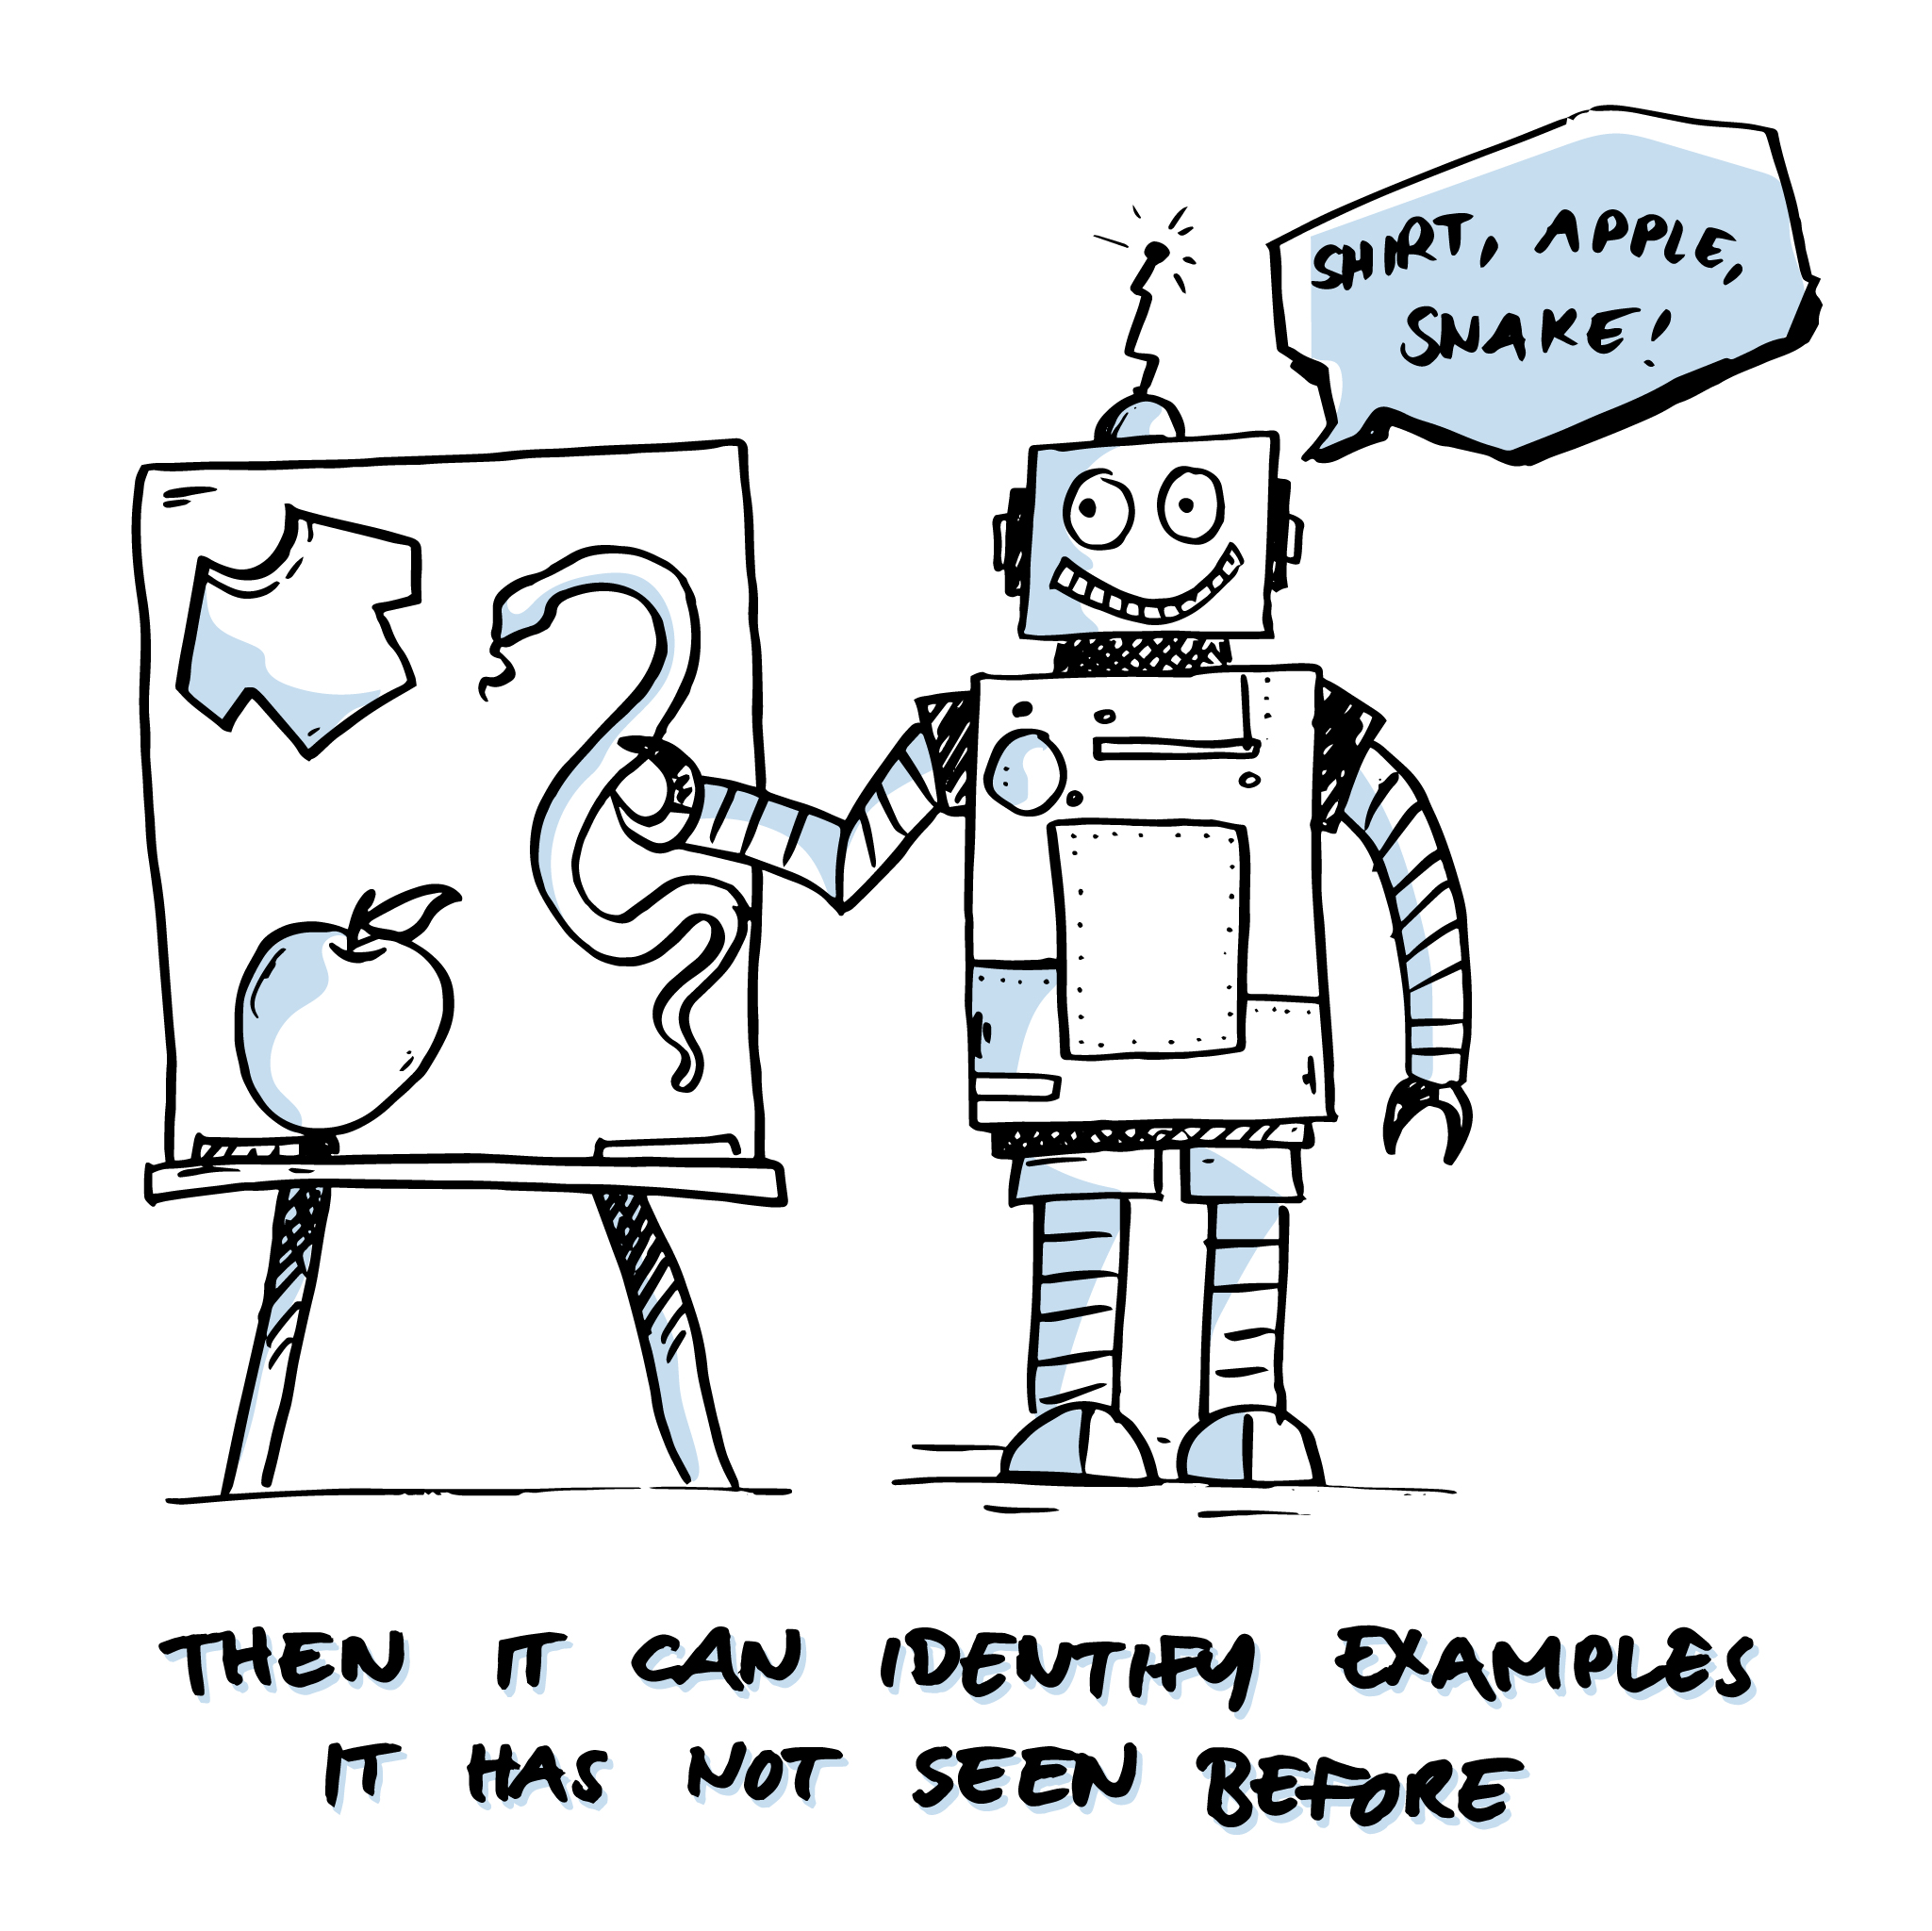 SHIRT, APPLE,
SNAKE!
THEN IT CAN IDENTIFY EXAMPLES
IT HAS NOT SEEN BEFORE